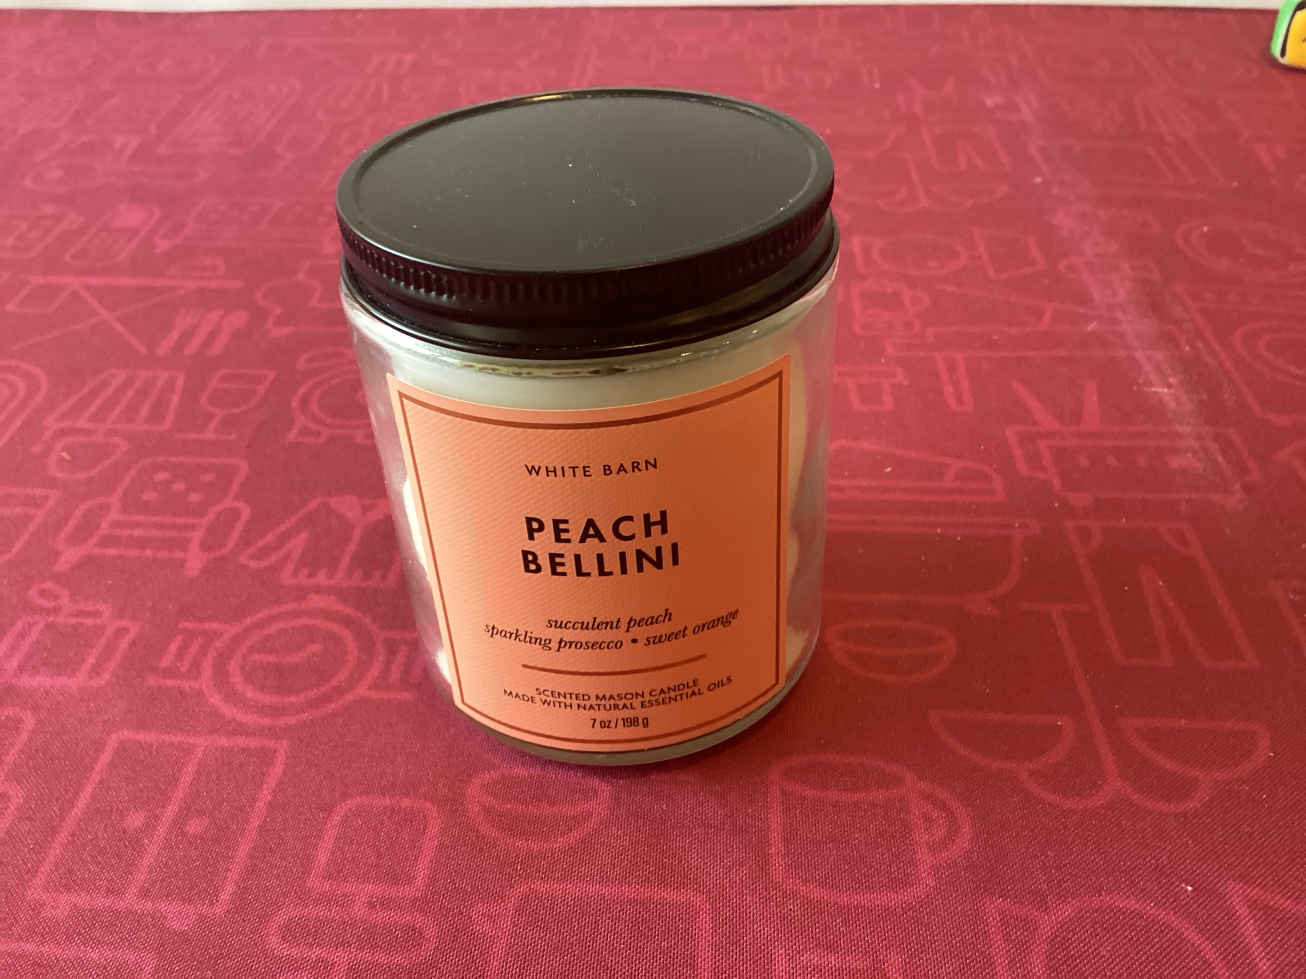 WHITE BARN
PEACH
BELLINI
succulent peach
sparkling prosecco • sweet orange
SCENTED MASON CANDLE
MADE WITH NATURAL ESSENTIAL OILS
7 oz / 198 g